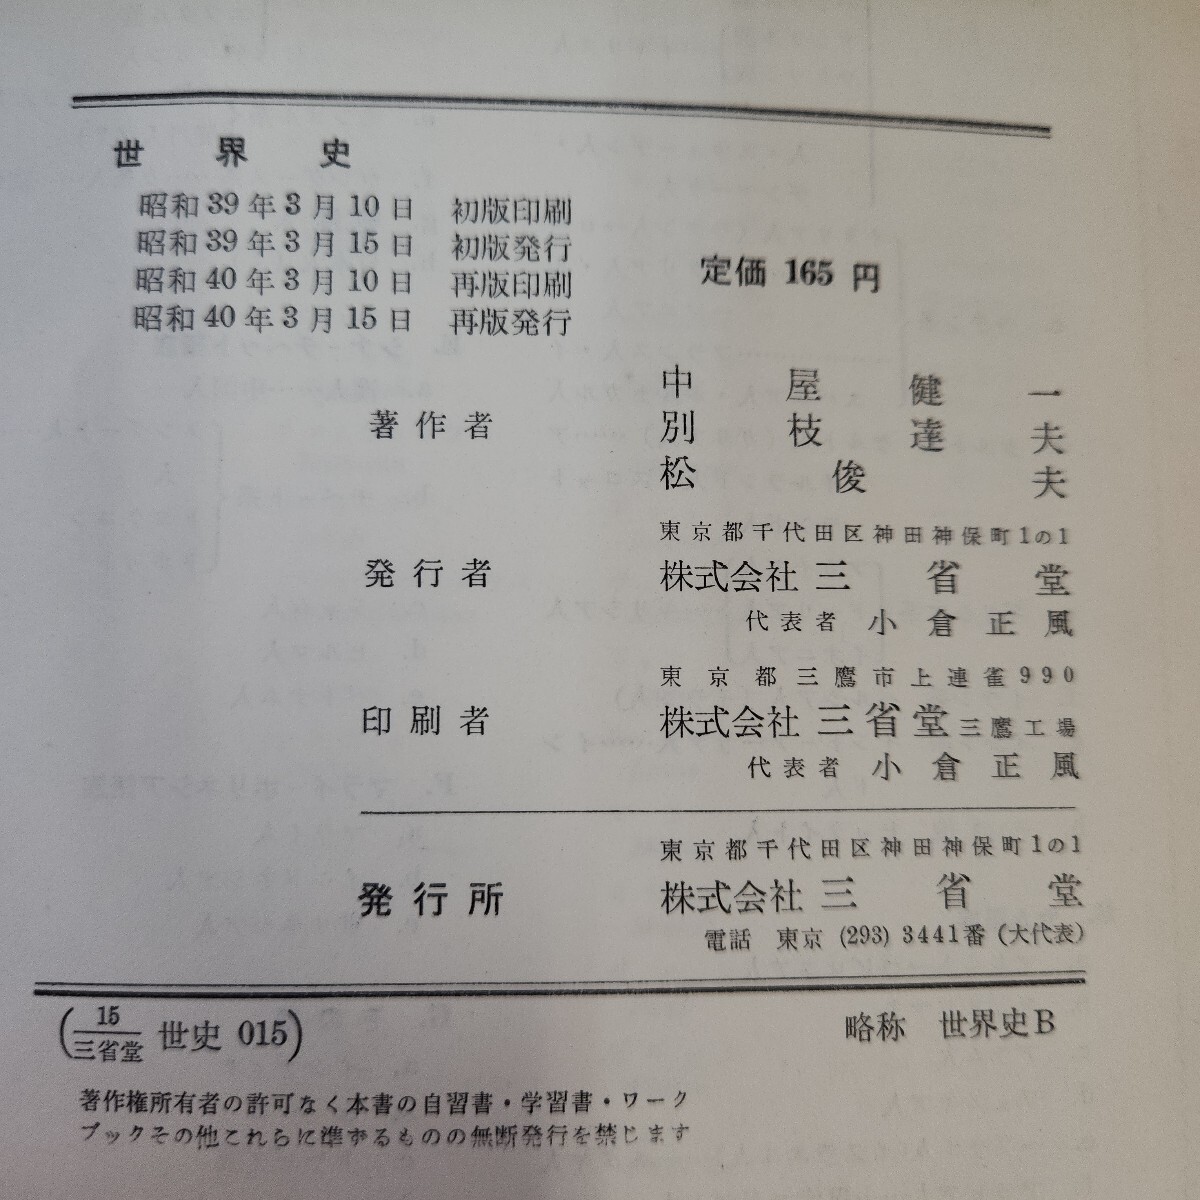 世界史
昭和39年3月10日 初版印刷
昭和39年3月15日 初版発行
昭和40年3月10日 再版印刷
昭和40年3月15日 再版発行
定価 165 円
著作者
中屋健一
別枝達夫
松俊夫
発行者
東京都千代田区神田神保町1の1
株式会社 三省堂
代表者 小倉正風
印刷者
東京都三鷹市上連雀990
株式会社 三省堂 三鷹工場
代表者 小倉正風
発行所
東京都千代田区神田神保町1の1
株式会社 三省堂
電話 東京 (293) 3441番 (大代表)
(15/三省堂 世史 015)
略称 世界史B
著作権所有者の許可なく本書の自習書・学習書・ワーク
ブックその他これらに準ずるものの無断発行を禁じます